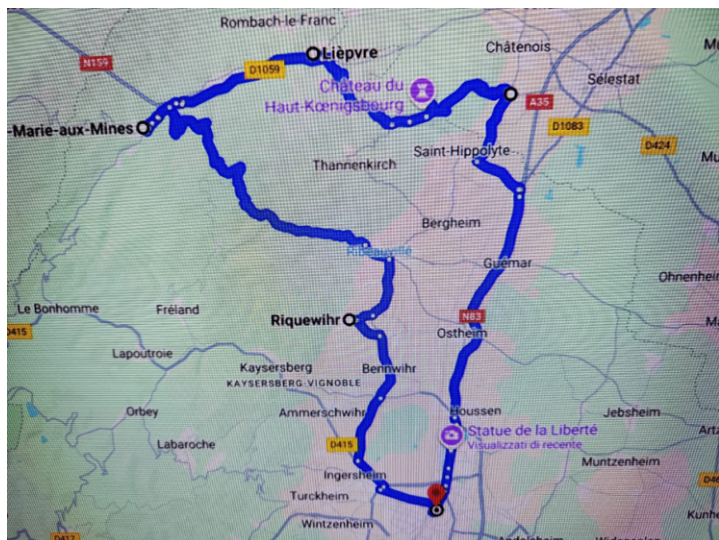 Rombach-le-Franc
N159
Lièpvre
Châtenois
D1059
Château du
Haut-Kœnigsbourg
Sélestat
A35
D1083
-Marie-aux-Mines
D424
Saint-Hippolyte
Thannenkirch
Bergheim
Ribeauvillé
Guémar
Ohnenheim
Le Bonhomme
Fréland
Riquewihr
N83
D415
Ostheim
Lapoutroie
Kaysersberg
Bennwihr
KAYSERSBERG VIGNOBLE
Orbey
Ammerschwihr
Houssen
Jebsheim
Statue de la Liberté
Visualizzati di recente
Labaroche
D415
Muntzenheim
Ingersheim
Turckheim
Wintzenheim
D417